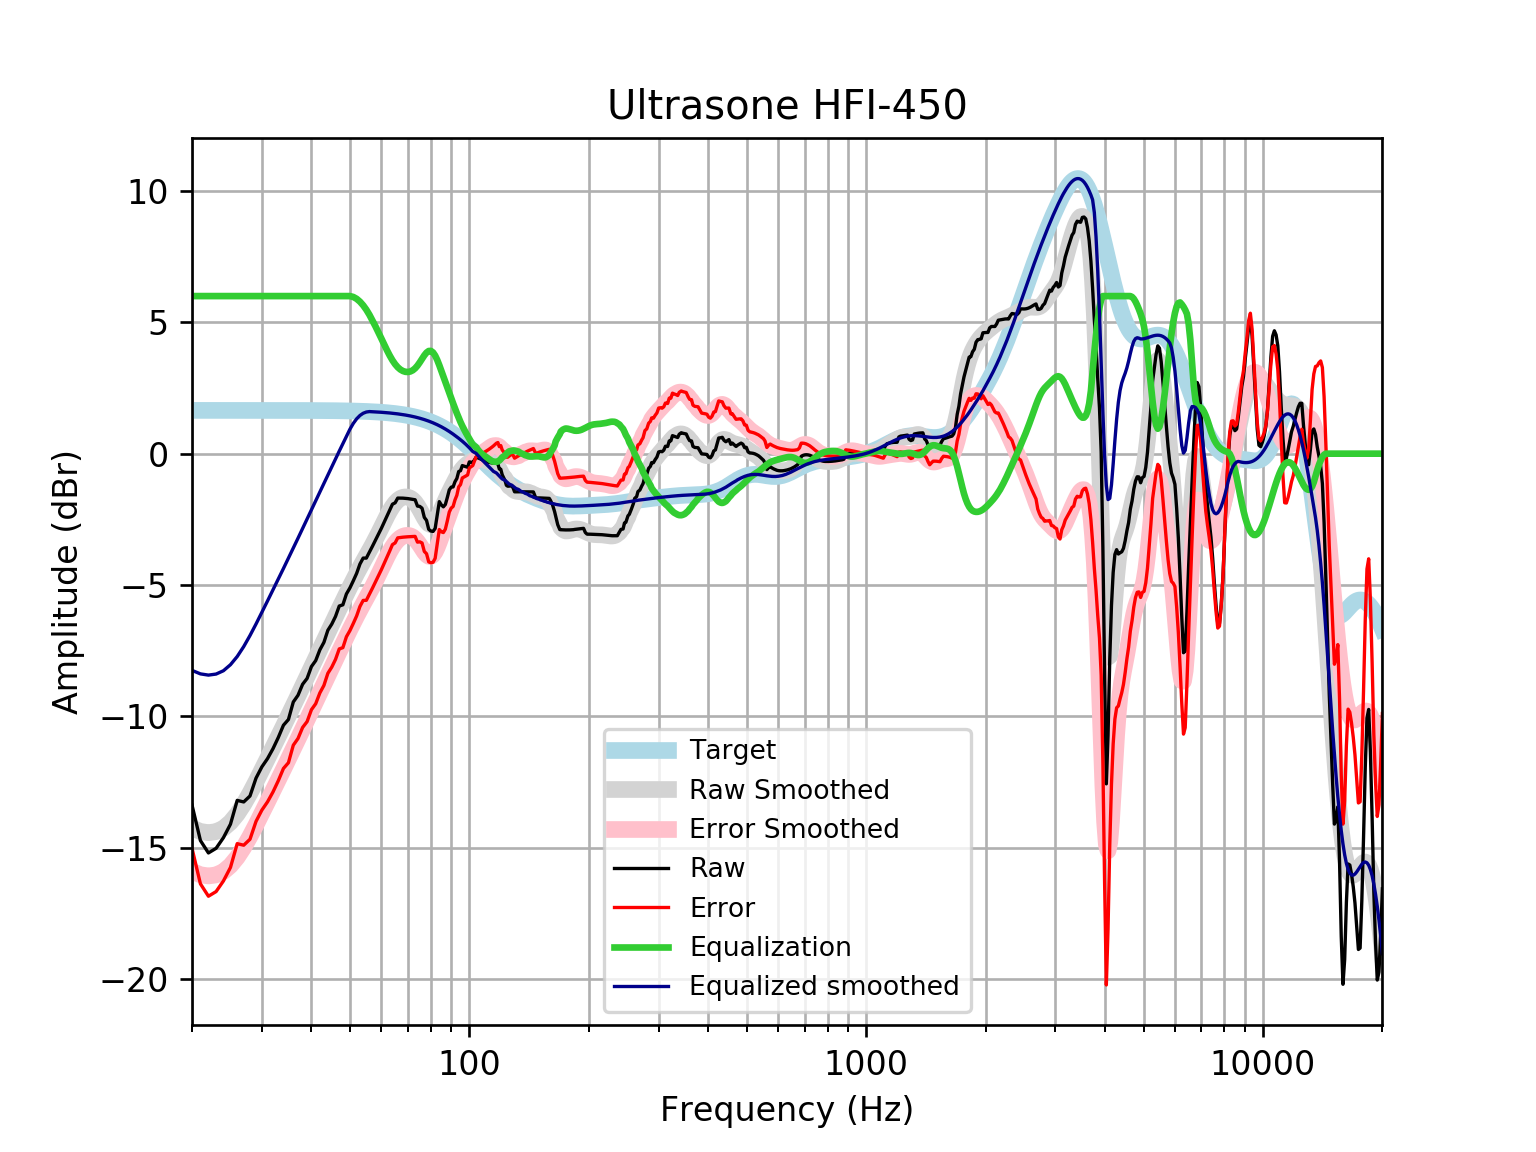 Ultrasone HFI-450
Amplitude (dBr)
10
5
0
−5
−10
−15
−20
Target
Raw Smoothed
Error Smoothed
Raw
Error
Equalization
Equalized smoothed
100 1000 10000
Frequency (Hz)